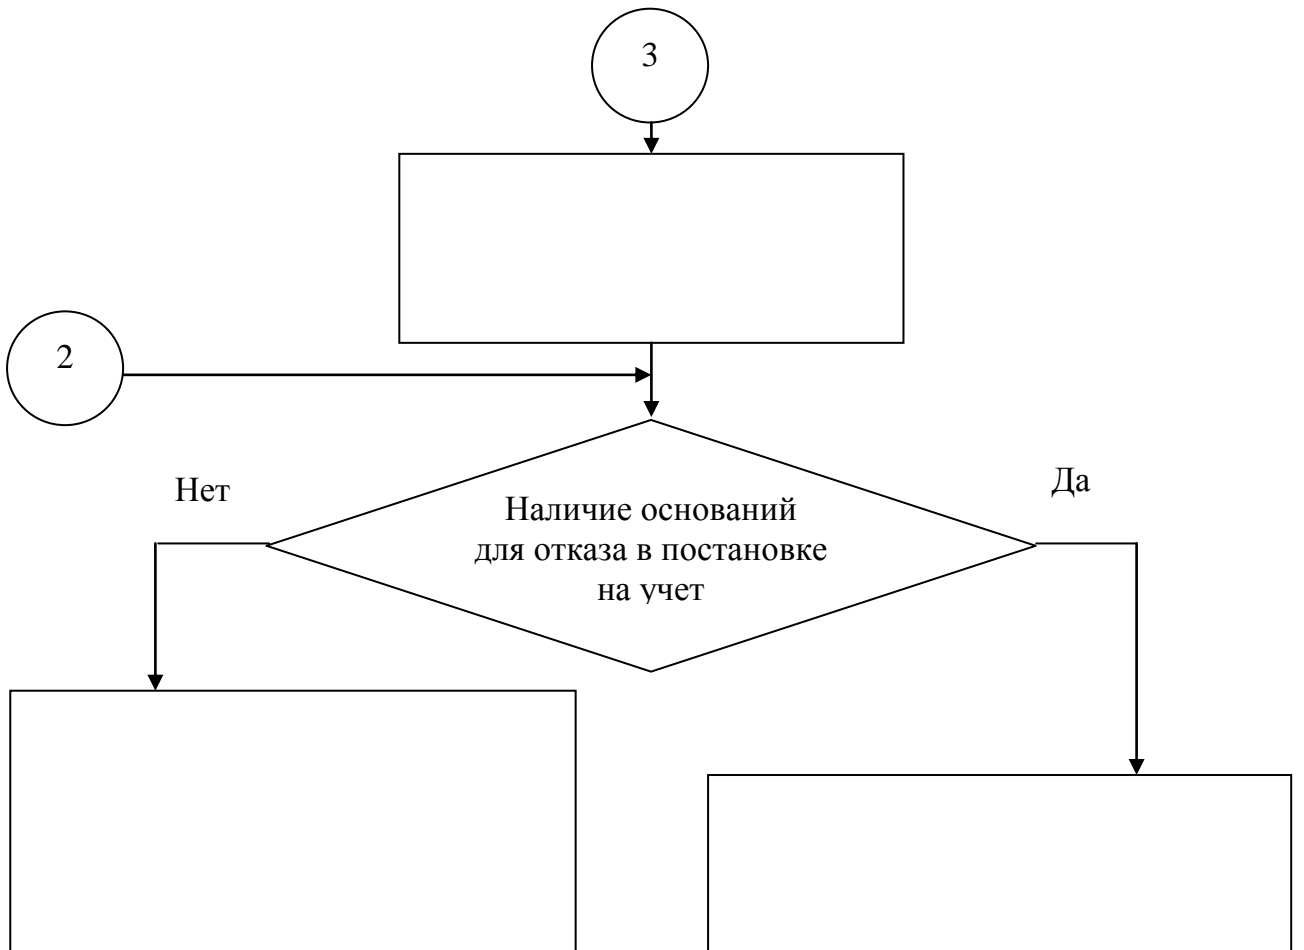 3
2
Нет
Да
Наличие оснований
для отказа в постановке
на учет